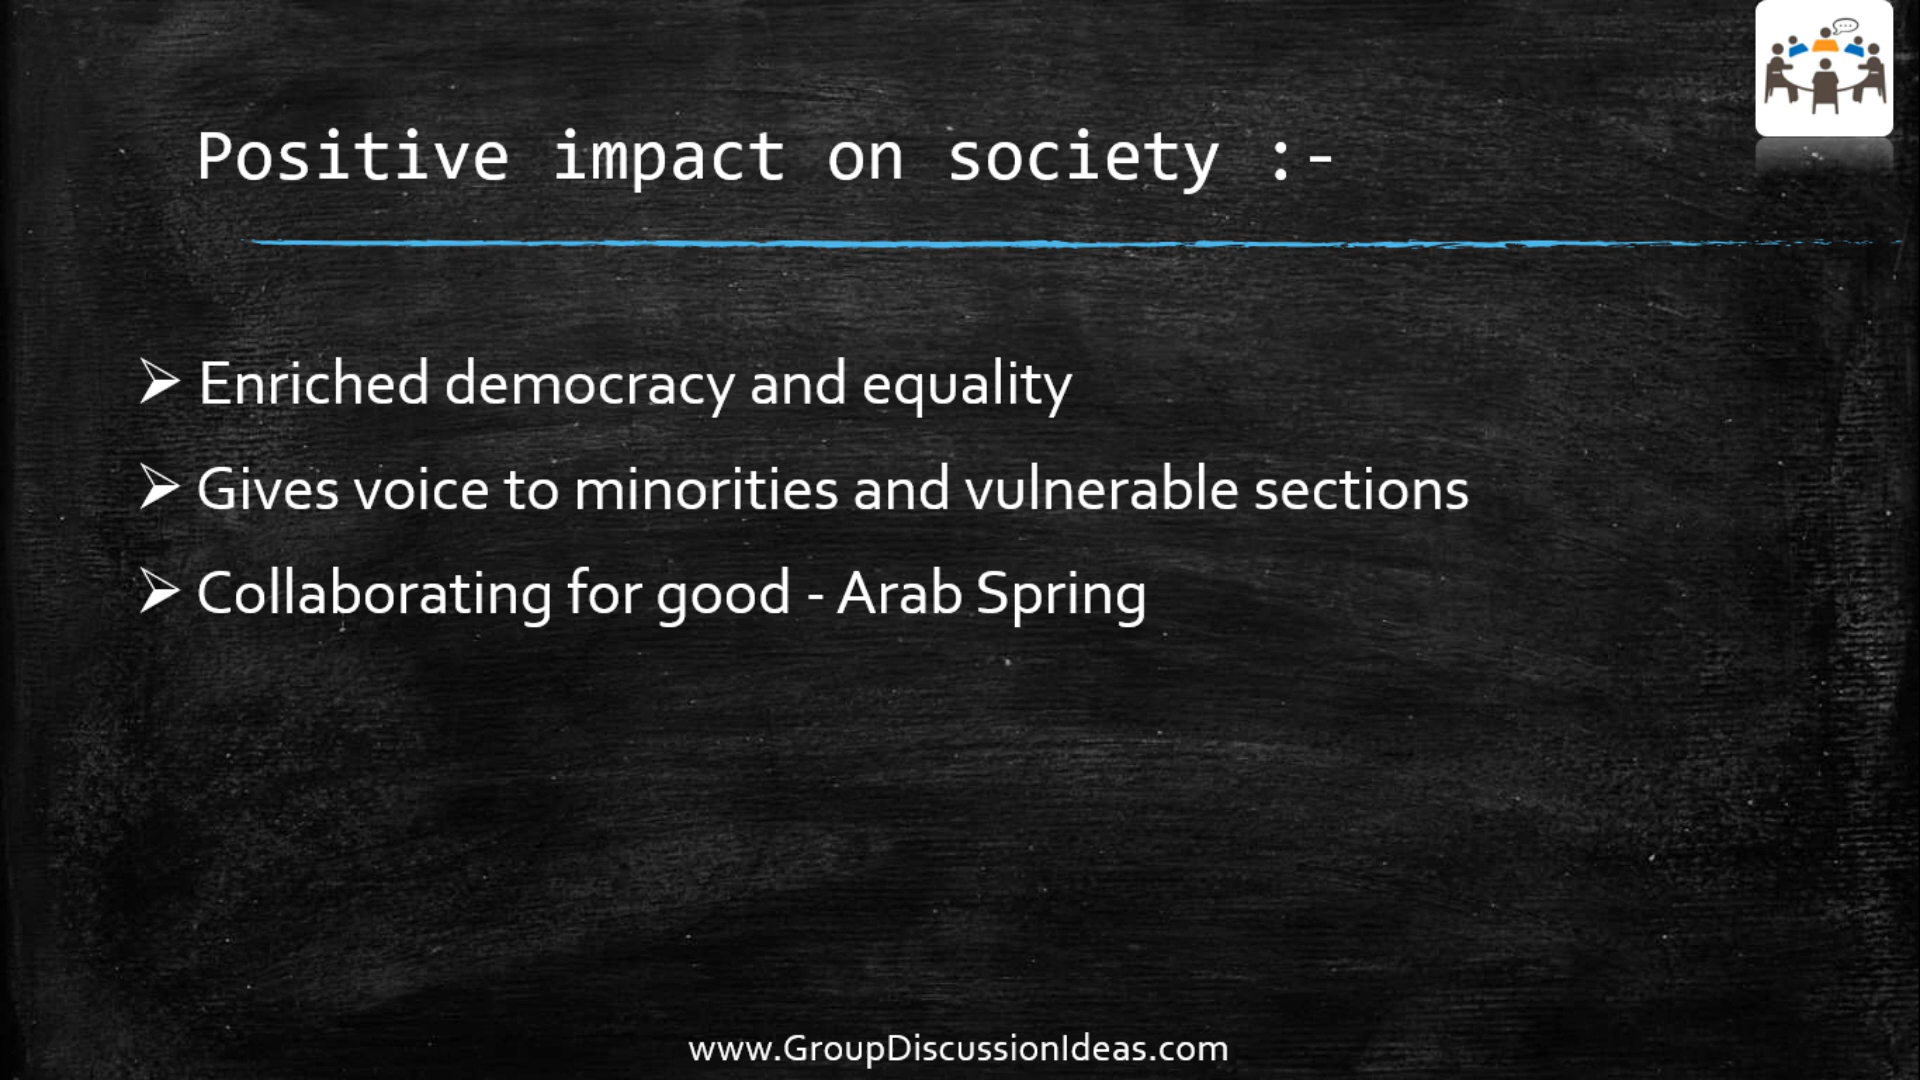 Positive impact on society :-
Enriched democracy and equality
Gives voice to minorities and vulnerable sections
Collaborating for good - Arab Spring
www.GroupDiscussionIdeas.com